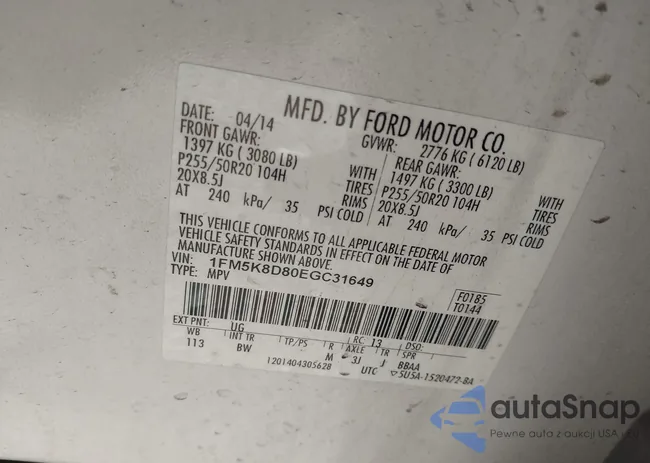 MFD. BY FORD MOTOR CO.
DATE: 04/14 GVWR: 2776 KG (6120 LB)
FRONT GAWR: REAR GAWR:
1397 KG (3080 LB) WITH 1497 KG (3300 LB) WITH
P255/50R20 104H TIRES P255/50R20 104H TIRES
20X8.5J RIMS 20X8.5J RIMS
AT 240 kPa/ 35 PSI COLD AT 240 kPa/ 35 PSI COLD
THIS VEHICLE CONFORMS TO ALL APPLICABLE FEDERAL MOTOR
VEHICLE SAFETY STANDARDS IN EFFECT ON THE DATE OF
MANUFACTURE SHOWN ABOVE.
VIN: 1FM5K8D80EGC31649 F0185
TYPE: MPV T0144
EXT PNT: UG RC: 13 DSO:
WB INT TR TP/PS R AXLE TR SPR
113 BW M 3J J BBAA
1201404305628 UTC 5U5A-1520472-BA
autaSnap
Pewne auta z aukcji USA